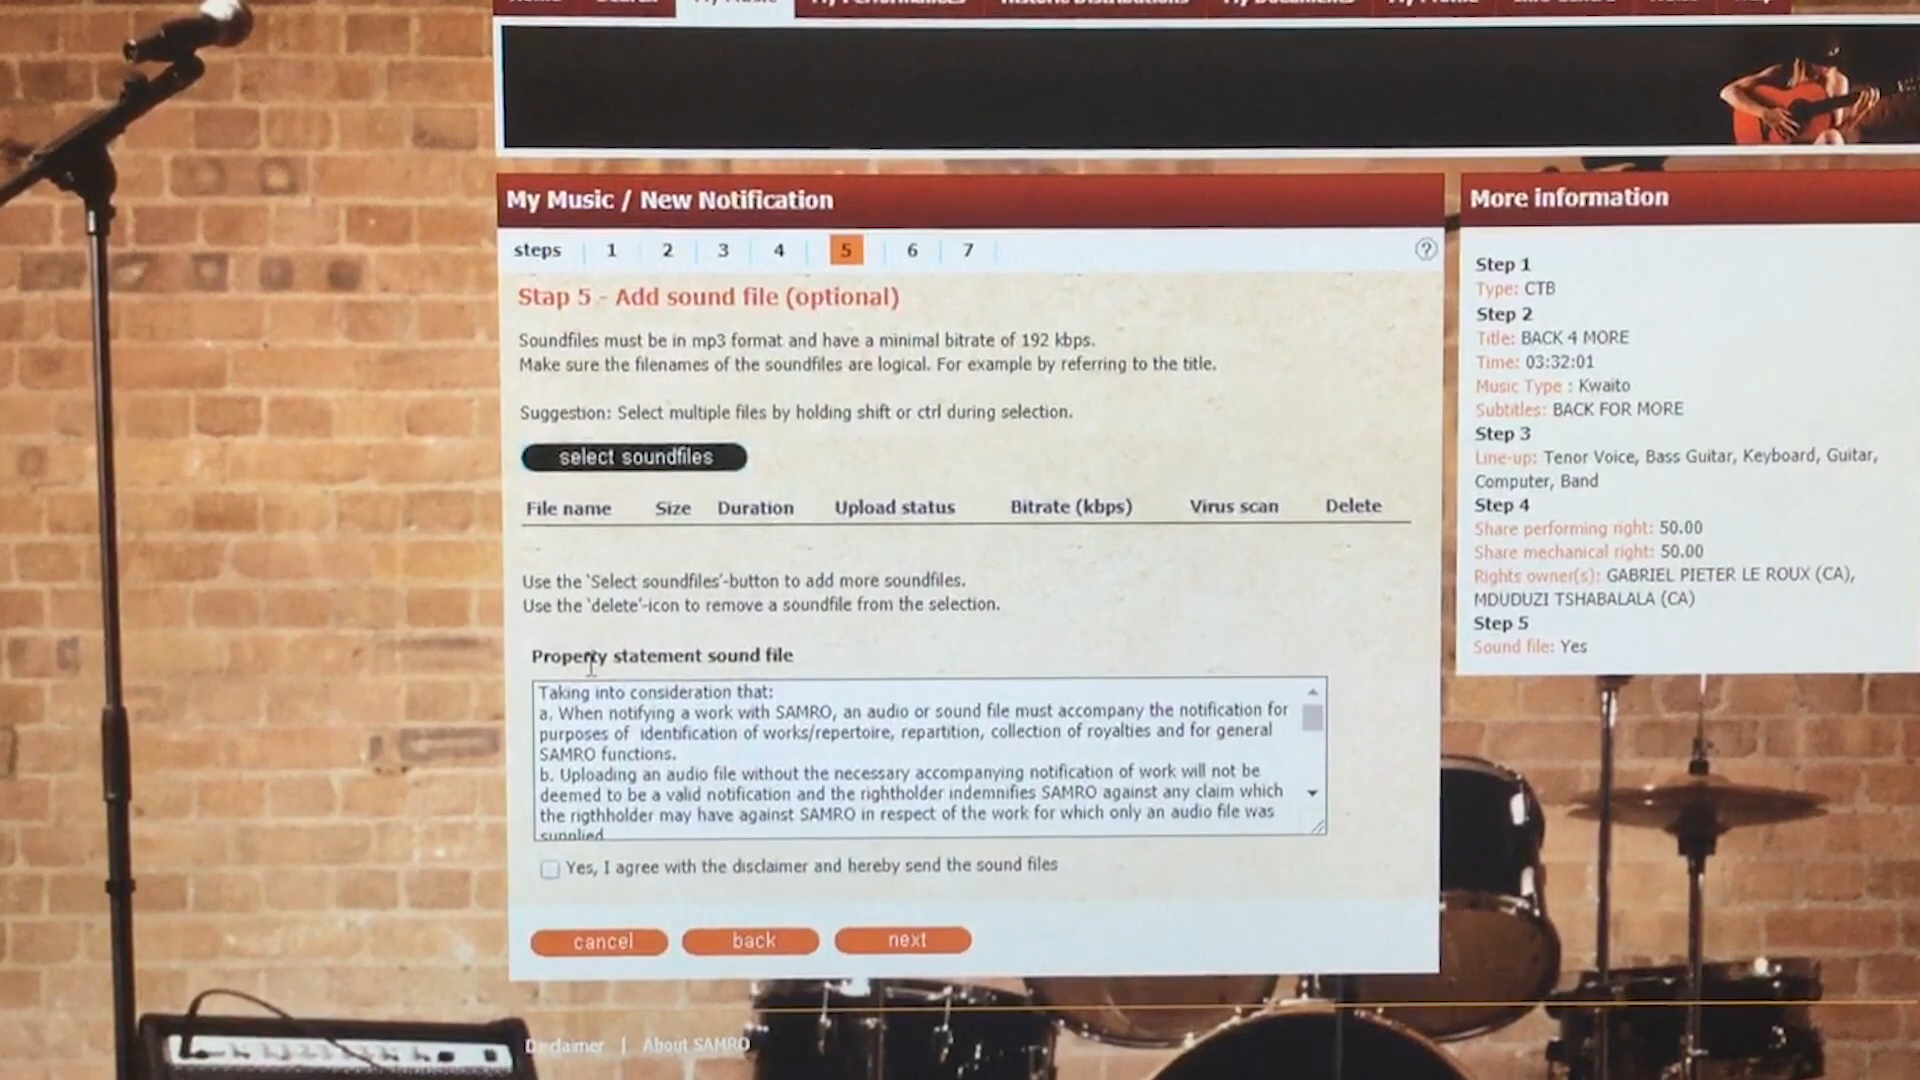 My Music / New Notification
steps 1 2 3 4 5 6 7
Stap 5 - Add sound file (optional)
Soundfiles must be in mp3 format and have a minimal bitrate of 192 kbps.
Make sure the filenames of the soundfiles are logical. For example by referring to the title.
Suggestion: Select multiple files by holding shift or ctrl during selection.
select soundfiles
File name Size Duration Upload status Bitrate (kbps) Virus scan Delete
Use the 'Select soundfiles'-button to add more soundfiles.
Use the 'delete'-icon to remove a soundfile from the selection.
Property statement sound file
Taking into consideration that:
a. When notifying a work with SAMRO, an audio or sound file must accompany the notification for
purposes of identification of works/repertoire, repartition, collection of royalties and for general
SAMRO functions.
b. Uploading an audio file without the necessary accompanying notification of work will not be
deemed to be a valid notification and the rightholder indemnifies SAMRO against any claim which
the rigthholder may have against SAMRO in respect of the work for which only an audio file was
supplied
Yes, I agree with the disclaimer and hereby send the sound files
cancel back next
Disclaimer | About SAMRO
More information
Step 1
Type: CTB
Step 2
Title: BACK 4 MORE
Time: 03:32:01
Music Type : Kwaito
Subtitles: BACK FOR MORE
Step 3
Line-up: Tenor Voice, Bass Guitar, Keyboard, Guitar,
Computer, Band
Step 4
Share performing right: 50.00
Share mechanical right: 50.00
Rights owner(s): GABRIEL PIETER LE ROUX (CA),
MDUDUZI TSHABALALA (CA)
Step 5
Sound file: Yes